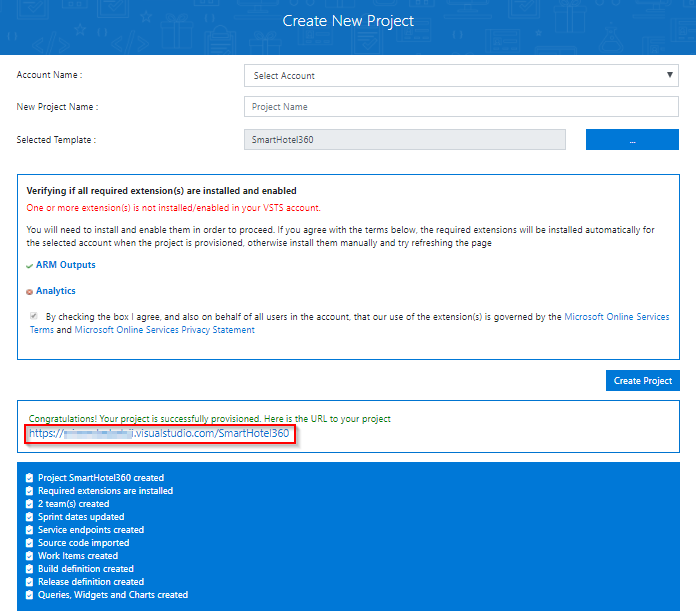 Create New Project
Account Name :
Select Account
New Project Name :
Project Name
Selected Template :
SmartHotel360
...
Verifying if all required extension(s) are installed and enabled
One or more extension(s) is not installed/enabled in your VSTS account.
You will need to install and enable them in order to proceed. If you agree with the terms below, the required extensions will be installed automatically for
the selected account when the project is provisioned, otherwise install them manually and try refreshing the page
ARM Outputs
Analytics
By checking the box I agree, and also on behalf of all users in the account, that our use of the extension(s) is governed by the Microsoft Online Services
Terms and Microsoft Online Services Privacy Statement
Create Project
Congratulations! Your project is successfully provisioned. Here is the URL to your project
https:// .visualstudio.com/SmartHotel360
Project SmartHotel360 created
Required extensions are installed
2 team(s) created
Sprint dates updated
Service endpoints created
Source code imported
Work Items created
Build definition created
Release definition created
Queries, Widgets and Charts created